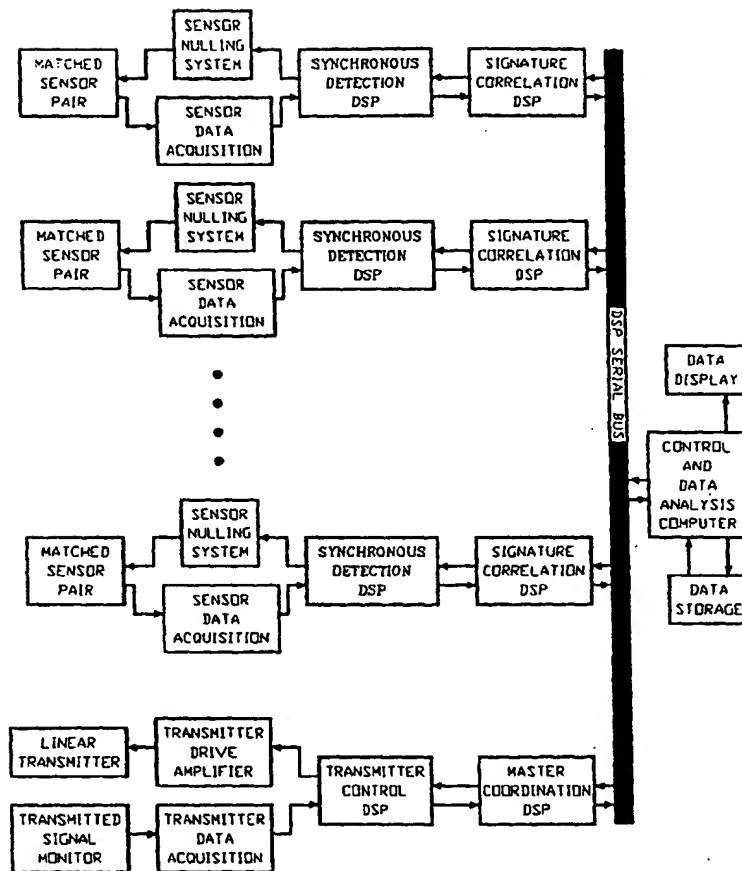 SENSOR
NULLING
SYSTEM
MATCHED
SENSOR
PAIR
SENSOR
DATA
ACQUISITION
SYNCHRONOUS
DETECTION
DSP
SIGNATURE
CORRELATION
DSP
SENSOR
NULLING
SYSTEM
MATCHED
SENSOR
PAIR
SENSOR
DATA
ACQUISITION
SYNCHRONOUS
DETECTION
DSP
SIGNATURE
CORRELATION
DSP
DSP SERIAL BUS
DATA
DISPLAY
CONTROL
AND
DATA
ANALYSIS
COMPUTER
DATA
STORAGE
SENSOR
NULLING
SYSTEM
MATCHED
SENSOR
PAIR
SENSOR
DATA
ACQUISITION
SYNCHRONOUS
DETECTION
DSP
SIGNATURE
CORRELATION
DSP
LINEAR
TRANSMITTER
TRANSMITTER
DRIVE
AMPLIFIER
TRANSMITTER
CONTROL
DSP
MASTER
COORDINATION
DSP
TRANSMITTED
SIGNAL
MONITOR
TRANSMITTER
DATA
ACQUISITION